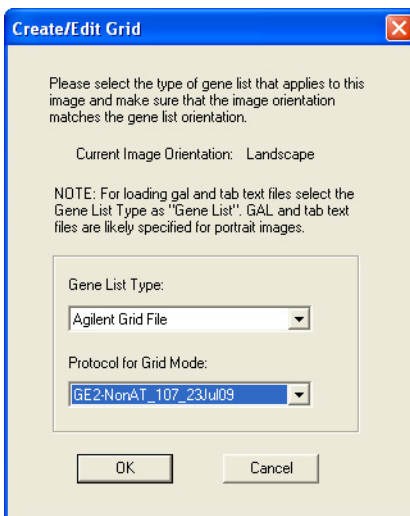 Create/Edit Grid
Please select the type of gene list that applies to this
image and make sure that the image orientation
matches the gene list orientation.
Current Image Orientation: Landscape
NOTE: For loading gal and tab text files select the
Gene List Type as "Gene List". GAL and tab text
files are likely specified for portrait images.
Gene List Type:
Agilent Grid File
Protocol for Grid Mode:
GE2-NonAT_107_23Jul09
OK Cancel